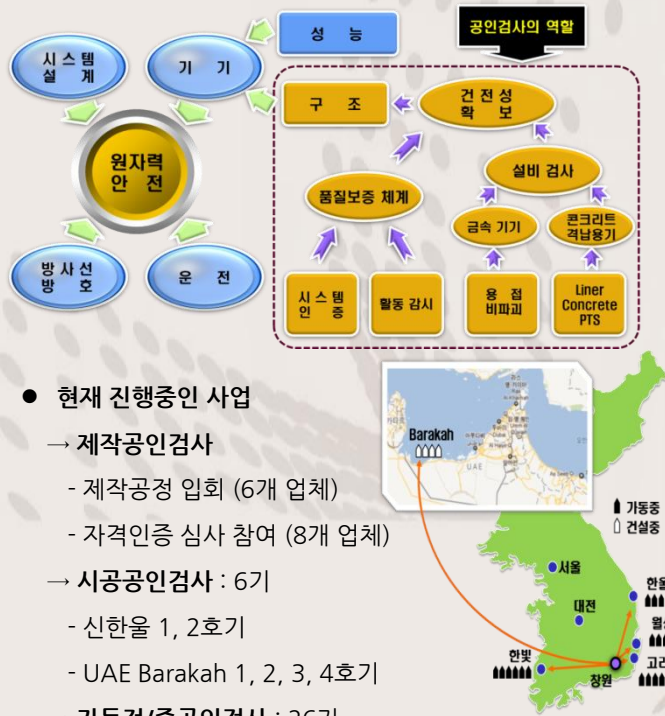 성 능
공인검사의 역할
시 스 템
설 계
기 기
구 조
건 전 성
확 보
원자력
안 전
설비 검사
품질보증 체계
금속 기기
콘크리트
격납용기
방 사 선
방 호
운 전
시 스 템
인 증
활동 감시
용 접
비파괴
Liner
Concrete
PTS
● 현재 진행중인 사업
→ 제작공인검사
- 제작공정 입회 (6개 업체)
- 자격인증 심사 참여 (8개 업체)
→ 시공공인검사 : 6기
- 신한울 1, 2호기
- UAE Barakah 1, 2, 3, 4호기
Barakah
UAE
가동중
건설중
서울
대전
한울
한빛
창원
고리